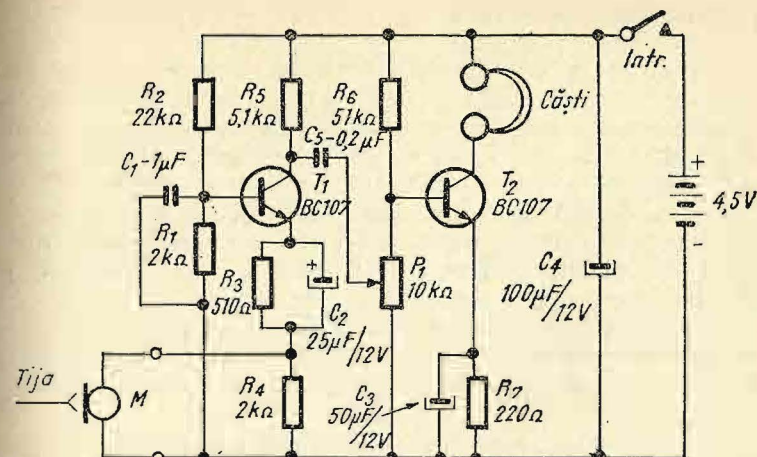 R2
22kΩ
R5
5,1kΩ
R6
51kΩ
Intr.
Căști
C1-1µF
C5-0,2µF
T1
BC107
T2
BC107
+
4,5V
-
R1
2kΩ
R3
510Ω
+
C2
25µF/12V
P1
10kΩ
C4
100µF/
12V
Tija
M
R4
2kΩ
C3
50µF/
12V
R7
220Ω